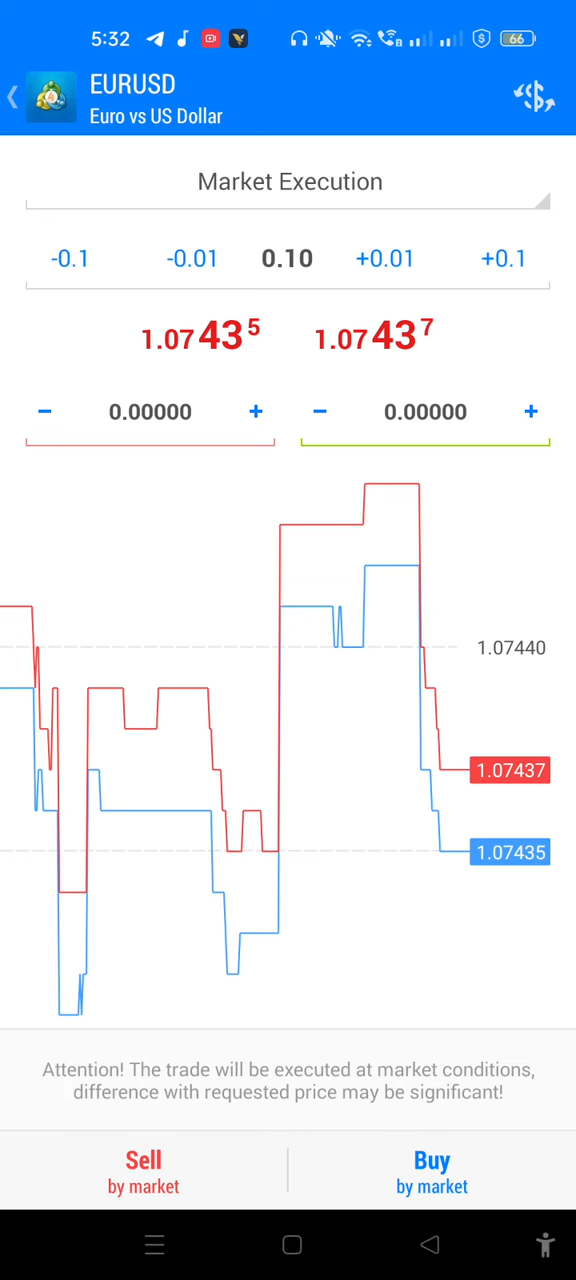 5:32 66
EURUSD
Euro vs US Dollar
Market Execution
-0.1 -0.01 0.10 +0.01 +0.1
1.07435 1.07437
− 0.00000 + − 0.00000 +
1.07440
1.07437
1.07435
Attention! The trade will be executed at market conditions,
difference with requested price may be significant!
Sell Buy
by market by market